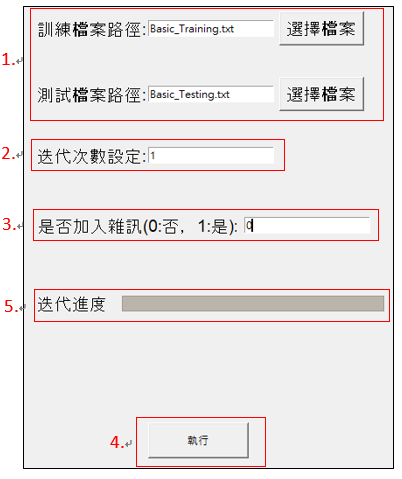 1.
訓練檔案路徑: Basic_Training.txt 選擇檔案
測試檔案路徑: Basic_Testing.txt 選擇檔案
2. 迭代次數設定: 1
3. 是否加入雜訊(0:否, 1:是): 0
5. 迭代進度
4. 執行